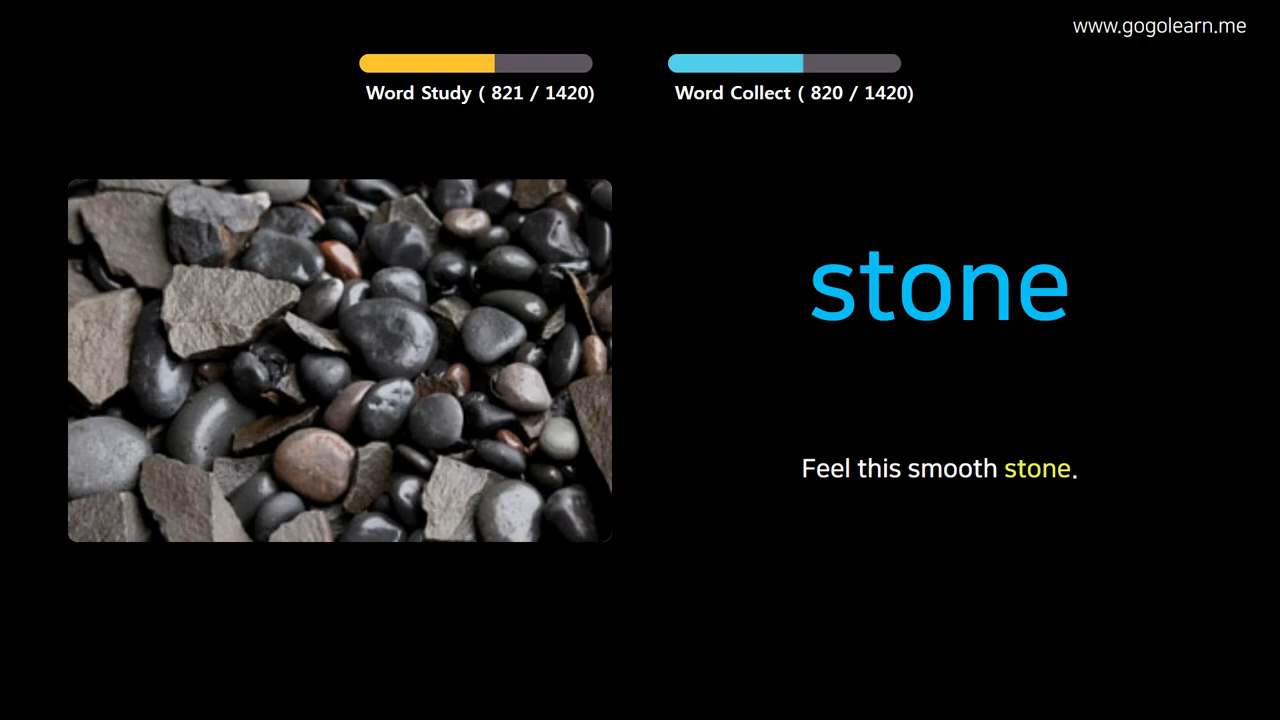 www.gogolearn.me
Word Study ( 821 / 1420)
Word Collect ( 820 / 1420)
stone
Feel this smooth stone.